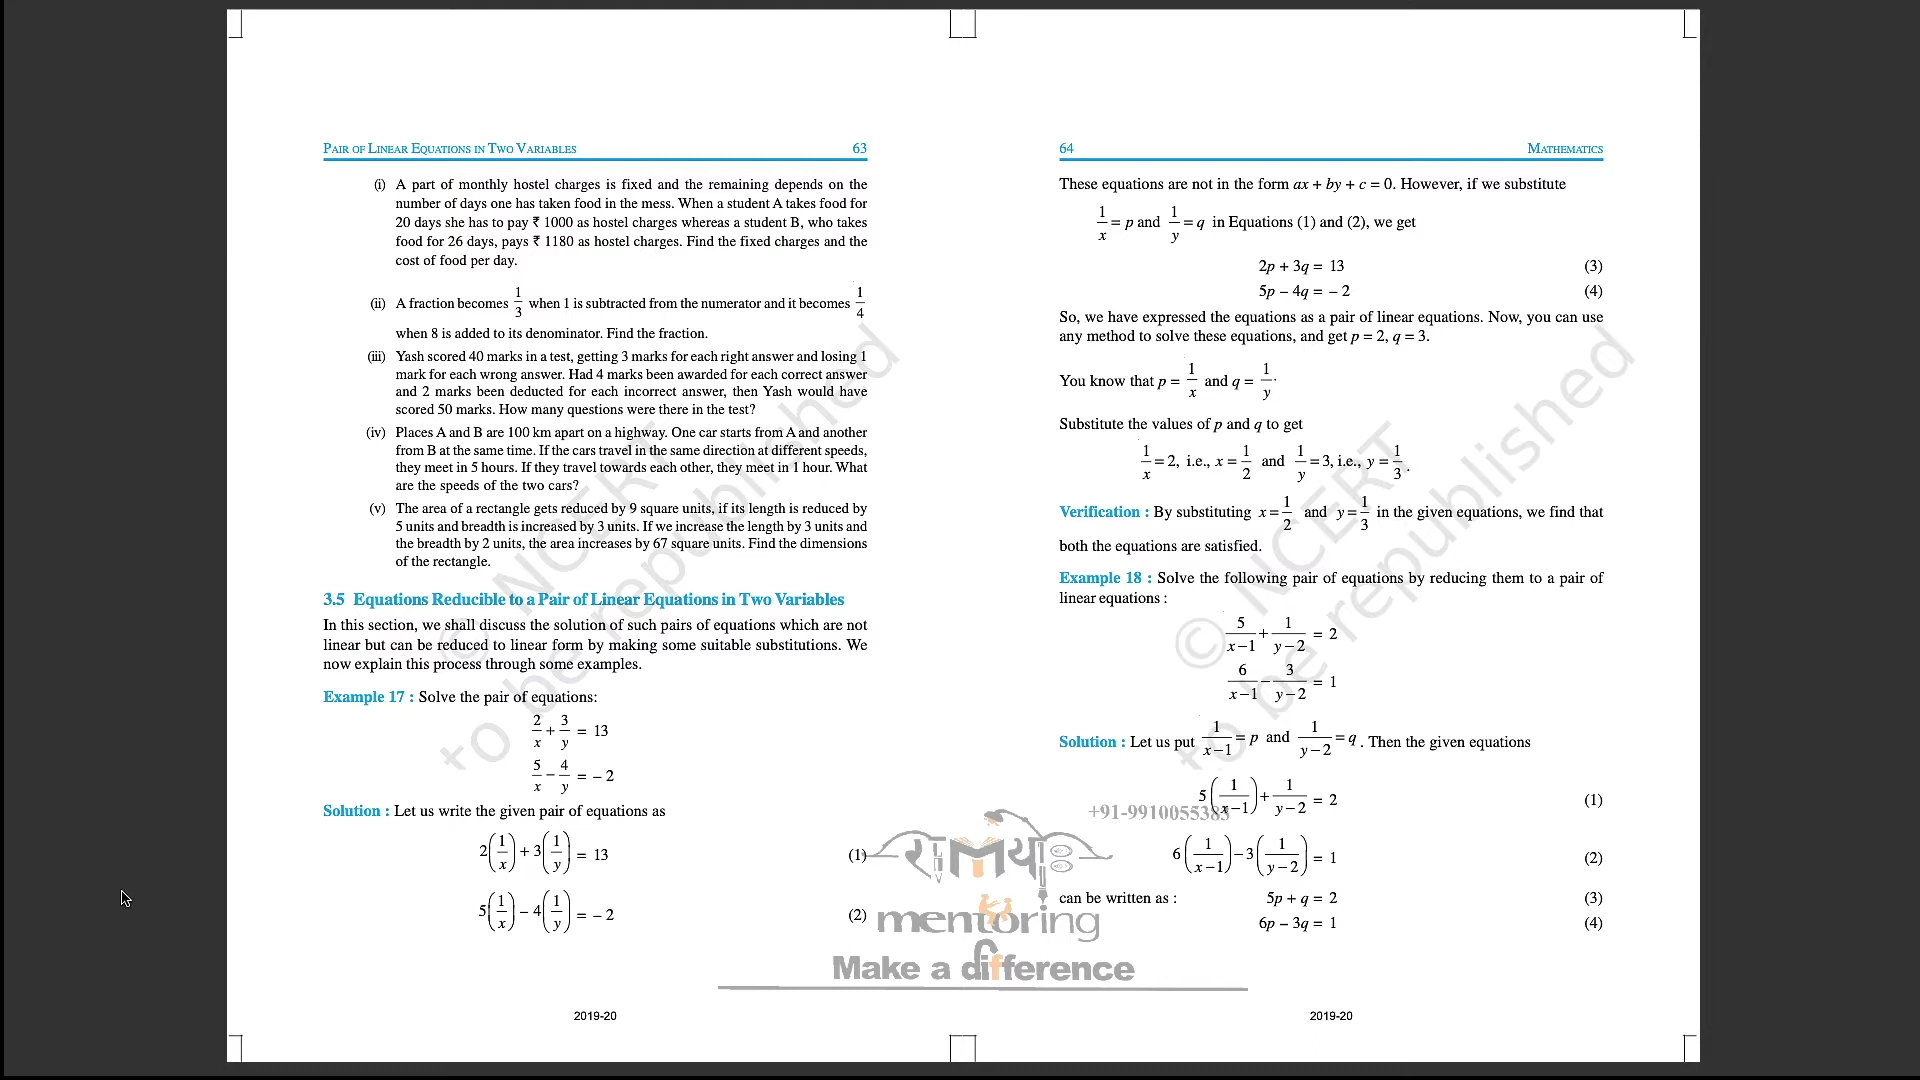 PAIR OF LINEAR EQUATIONS IN TWO VARIABLES 63
(i) A part of monthly hostel charges is fixed and the remaining depends on the
number of days one has taken food in the mess. When a student A takes food for
20 days she has to pay ₹ 1000 as hostel charges whereas a student B, who takes
food for 26 days, pays ₹ 1180 as hostel charges. Find the fixed charges and the
cost of food per day.
(ii) A fraction becomes 1/3 when 1 is subtracted from the numerator and it becomes 1/4
when 8 is added to its denominator. Find the fraction.
(iii) Yash scored 40 marks in a test, getting 3 marks for each right answer and losing 1
mark for each wrong answer. Had 4 marks been awarded for each correct answer
and 2 marks been deducted for each incorrect answer, then Yash would have
scored 50 marks. How many questions were there in the test?
(iv) Places A and B are 100 km apart on a highway. One car starts from A and another
from B at the same time. If the cars travel in the same direction at different speeds,
they meet in 5 hours. If they travel towards each other, they meet in 1 hour. What
are the speeds of the two cars?
(v) The area of a rectangle gets reduced by 9 square units, if its length is reduced by
5 units and breadth is increased by 3 units. If we increase the length by 3 units and
the breadth by 2 units, the area increases by 67 square units. Find the dimensions
of the rectangle.
3.5 Equations Reducible to a Pair of Linear Equations in Two Variables
In this section, we shall discuss the solution of such pairs of equations which are not
linear but can be reduced to linear form by making some suitable substitutions. We
now explain this process through some examples.
Example 17 : Solve the pair of equations:
2/x + 3/y = 13
5/x − 4/y = − 2
Solution : Let us write the given pair of equations as
2(1/x) + 3(1/y) = 13 (1)
5(1/x) − 4(1/y) = − 2 (2)
2019-20
64 MATHEMATICS
These equations are not in the form ax + by + c = 0. However, if we substitute
1/x = p and 1/y = q in Equations (1) and (2), we get
2p + 3q = 13 (3)
5p − 4q = − 2 (4)
So, we have expressed the equations as a pair of linear equations. Now, you can use
any method to solve these equations, and get p = 2, q = 3.
You know that p = 1/x and q = 1/y.
Substitute the values of p and q to get
1/x = 2, i.e., x = 1/2 and 1/y = 3, i.e., y = 1/3.
Verification : By substituting x = 1/2 and y = 1/3 in the given equations, we find that
both the equations are satisfied.
Example 18 : Solve the following pair of equations by reducing them to a pair of
linear equations :
5/(x−1) + 1/(y−2) = 2
6/(x−1) − 3/(y−2) = 1
Solution : Let us put 1/(x−1) = p and 1/(y−2) = q. Then the given equations
5(1/(x−1)) + 1/(y−2) = 2 (1)
6(1/(x−1)) − 3(1/(y−2)) = 1 (2)
can be written as : 5p + q = 2 (3)
6p − 3q = 1 (4)
2019-20
© NCERT
to be republished
© NCERT
to be republished
+91-9910055383
mentoring
Make a difference